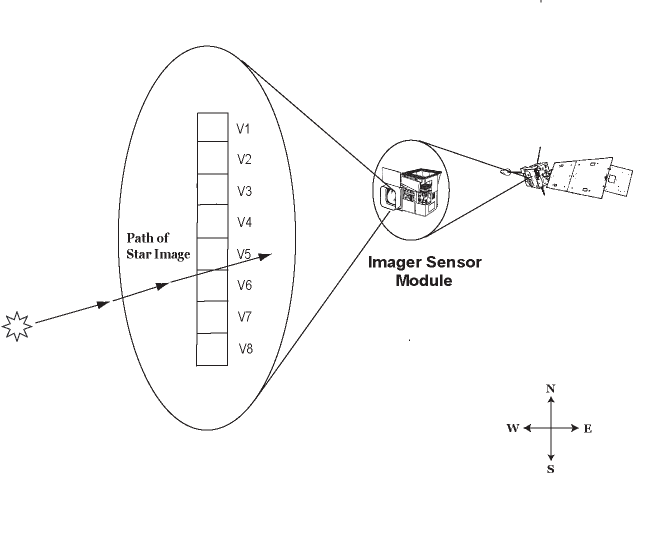 V1
V2
V3
V4
Path of
Star Image
V5
V6
V7
V8
Imager Sensor
Module
N
W E
S